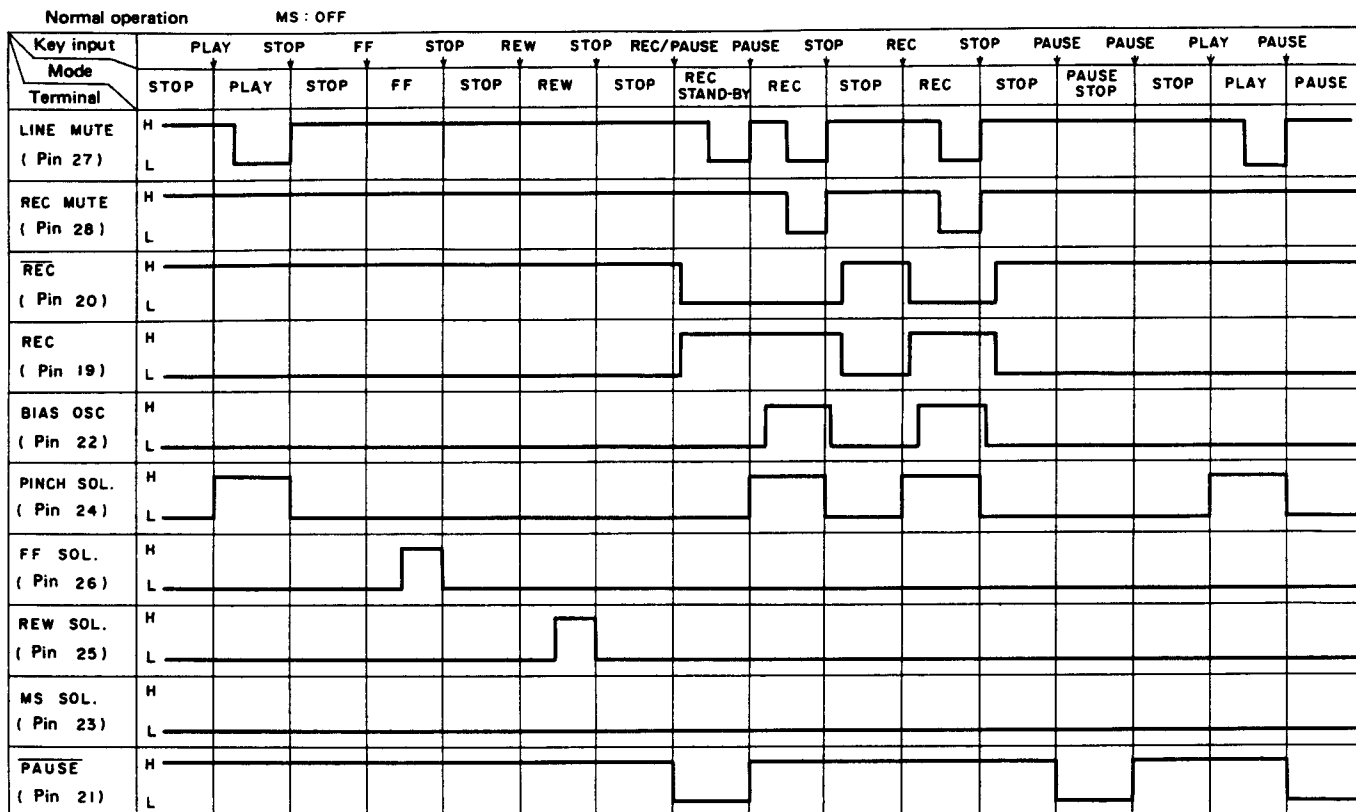 Normal operation MS : OFF
Key input PLAY STOP FF STOP REW STOP REC/PAUSE PAUSE STOP REC STOP PAUSE PAUSE PLAY PAUSE
Mode
Terminal
STOP PLAY STOP FF STOP REW STOP REC STAND-BY REC STOP REC STOP PAUSE STOP STOP PLAY PAUSE
LINE MUTE H
( Pin 27) L
REC MUTE H
( Pin 28) L
REC H
( Pin 20) L
REC H
( Pin 19) L
BIAS OSC H
( Pin 22) L
PINCH SOL. H
( Pin 24) L
FF SOL. H
( Pin 26) L
REW SOL. H
( Pin 25) L
MS SOL. H
( Pin 23) L
PAUSE H
( Pin 21) L